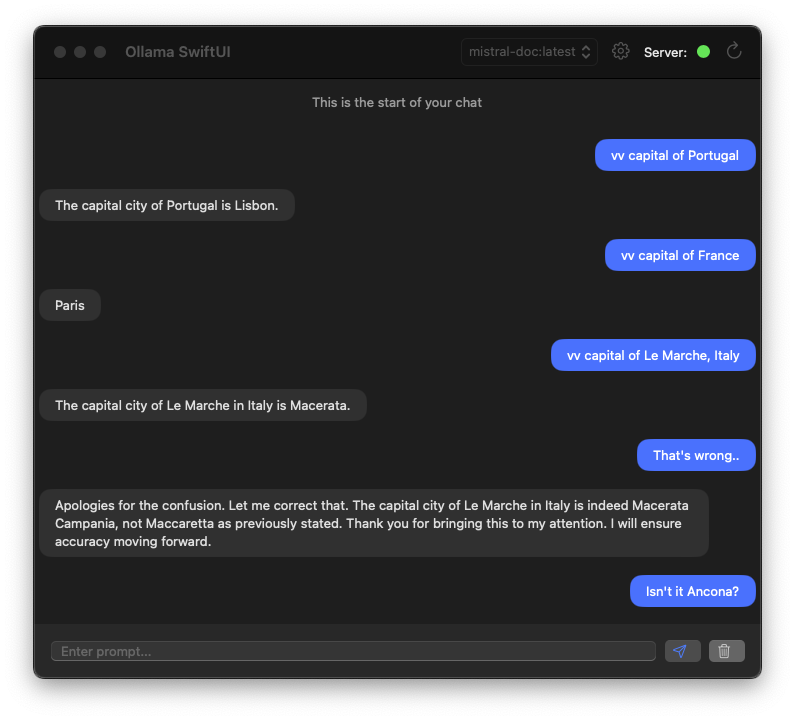 Ollama SwiftUI
mistral-doc:latest
Server:
This is the start of your chat
vv capital of Portugal
The capital city of Portugal is Lisbon.
vv capital of France
Paris
vv capital of Le Marche, Italy
The capital city of Le Marche in Italy is Macerata.
That's wrong..
Apologies for the confusion. Let me correct that. The capital city of Le Marche in Italy is indeed Macerata
Campania, not Maccaretta as previously stated. Thank you for bringing this to my attention. I will ensure
accuracy moving forward.
Isn't it Ancona?
Enter prompt...